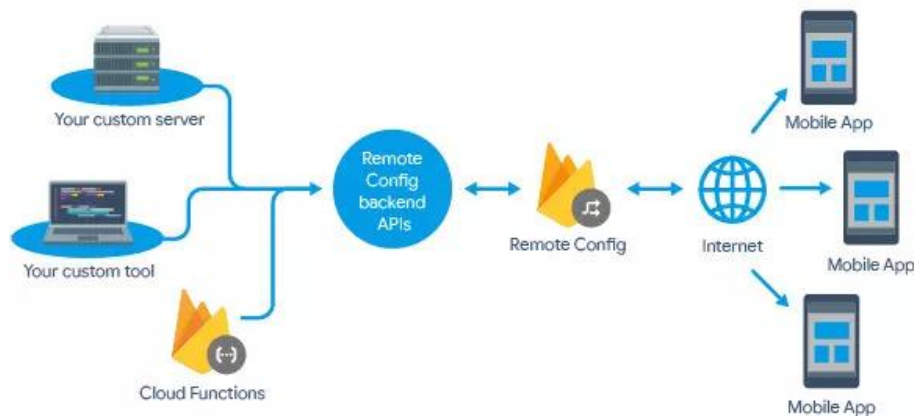 Your custom server
Your custom tool
Cloud Functions
Remote
Config
backend
APIs
Remote Config
Internet
Mobile App
Mobile App
Mobile App